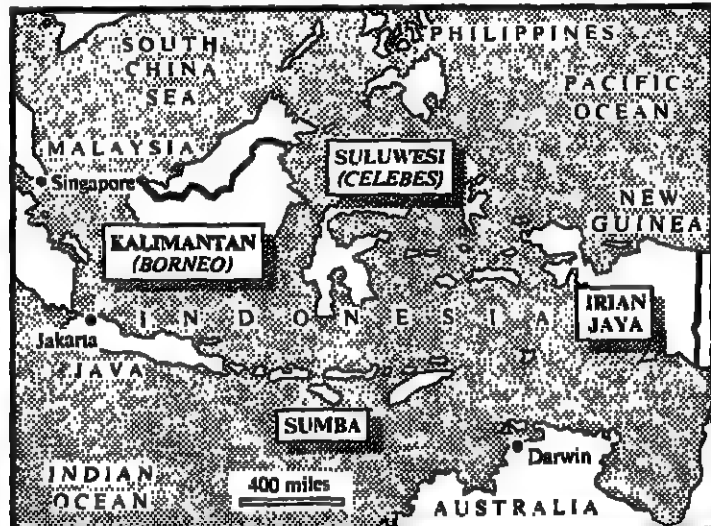 SOUTH
CHINA
SEA
PHILIPPINES
PACIFIC
OCEAN
MALAYSIA
Singapore
SULUWESI
(CELEBES)
NEW
GUINEA
KALIMANTAN
(BORNEO)
INDONESIA
IRIAN
JAYA
Jakarta
JAVA
SUMBA
Darwin
INDIAN
OCEAN
400 miles
AUSTRALIA